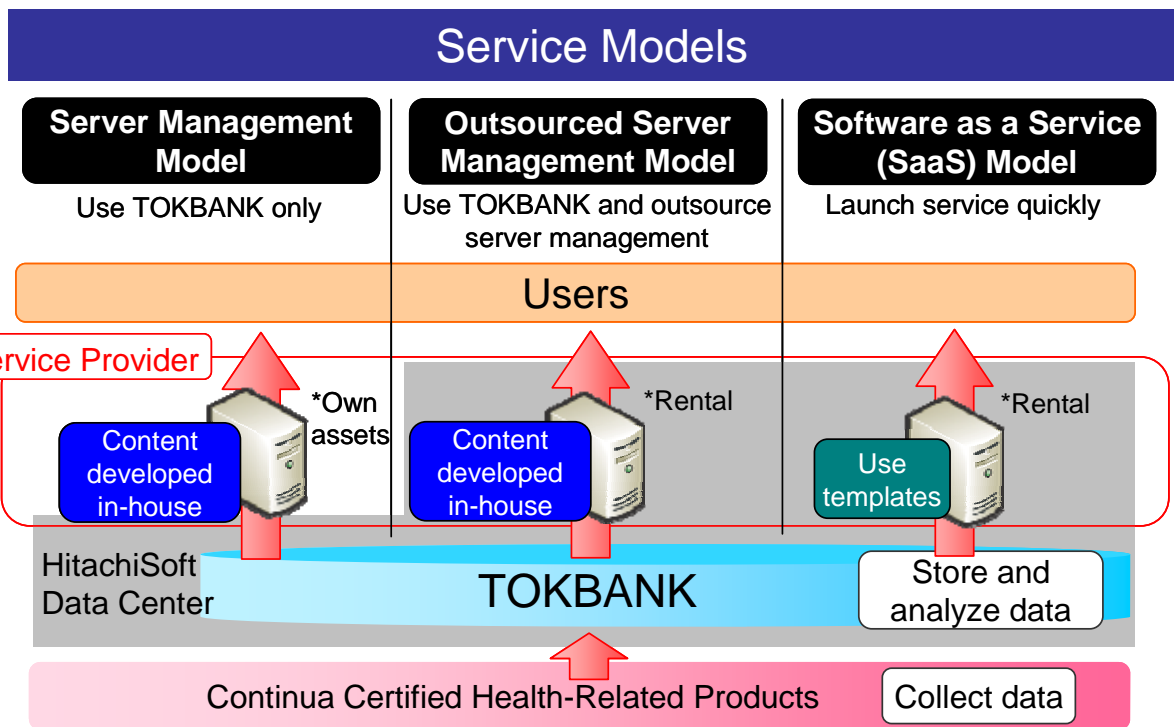 Service Models
Server Management
Model
Use TOKBANK only
Outsourced Server
Management Model
Use TOKBANK and outsource
server management
Software as a Service
(SaaS) Model
Launch service quickly
Users
ervice Provider
*Own
assets
Content
developed
in-house
*Rental
Content
developed
in-house
*Rental
Use
templates
HitachiSoft
Data Center
TOKBANK
Store and
analyze data
Continua Certified Health-Related Products
Collect data